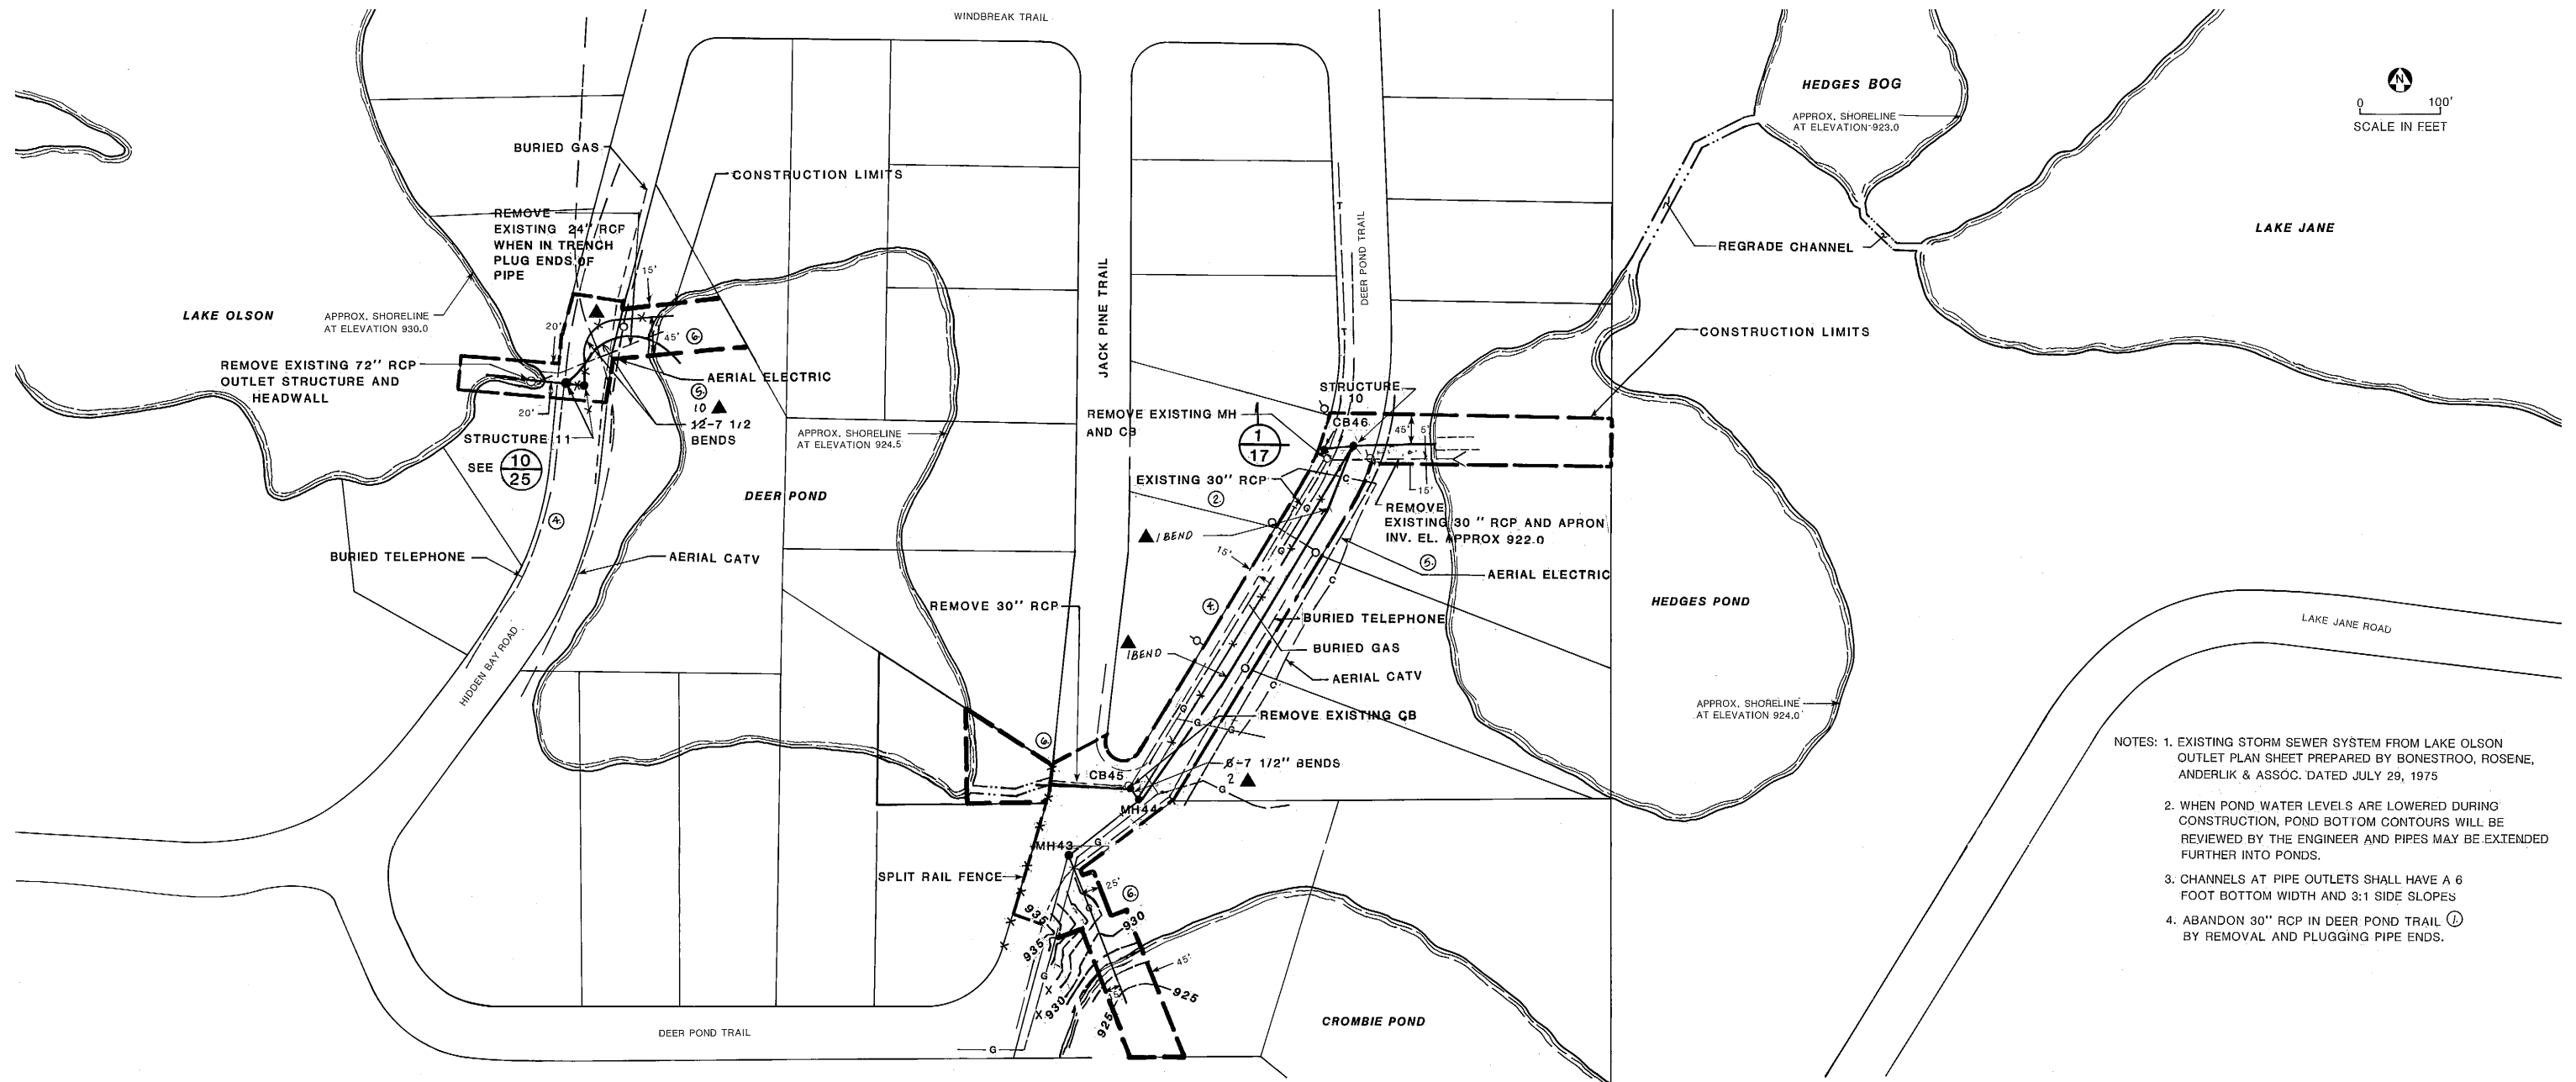 WINDBREAK TRAIL
HEDGES BOG
APPROX. SHORELINE
AT ELEVATION 923.0
N
0 100'
SCALE IN FEET
BURIED GAS
CONSTRUCTION LIMITS
REMOVE
EXISTING 24" RCP
WHEN IN TRENCH
PLUG ENDS OF
PIPE
15'
LAKE JANE
REGRADE CHANNEL
JACK PINE TRAIL
DEER POND TRAIL
T
T
LAKE OLSON
APPROX. SHORELINE
AT ELEVATION 930.0
20'
45'
6.
CONSTRUCTION LIMITS
REMOVE EXISTING 72" RCP
OUTLET STRUCTURE AND
HEADWALL
20'
AERIAL ELECTRIC
5.
10
12-7 1/2
BENDS
STRUCTURE 11
SEE 10
25
APPROX. SHORELINE
AT ELEVATION 924.5
STRUCTURE
10
REMOVE EXISTING MH
AND CB
CB46
45' 5'
1
17
15'
C
EXISTING 30" RCP
2.
G
DEER POND
REMOVE
EXISTING 30 " RCP AND APRON
INV. EL. APPROX 922.0
5.
1 BEND
15'
G
4.
BURIED TELEPHONE
AERIAL CATV
AERIAL ELECTRIC
C
HEDGES POND
REMOVE 30" RCP
4.
BURIED TELEPHONE
LAKE JANE ROAD
1 BEND
BURIED GAS
HIDDEN BAY ROAD
AERIAL CATV
C
APPROX. SHORELINE
AT ELEVATION 924.0
G
G
G
REMOVE EXISTING CB
6.
CB45
6-7 1/2" BENDS
2
G
MH44
MH43
G
SPLIT RAIL FENCE
25'
6.
G
935
930
935
G
45'
925
930
925
CROMBIE POND
DEER POND TRAIL
G
NOTES: 1. EXISTING STORM SEWER SYSTEM FROM LAKE OLSON
OUTLET PLAN SHEET PREPARED BY BONESTROO, ROSENE,
ANDERLIK & ASSOC. DATED JULY 29, 1975
2. WHEN POND WATER LEVELS ARE LOWERED DURING
CONSTRUCTION, POND BOTTOM CONTOURS WILL BE
REVIEWED BY THE ENGINEER AND PIPES MAY BE EXTENDED
FURTHER INTO PONDS.
3. CHANNELS AT PIPE OUTLETS SHALL HAVE A 6
FOOT BOTTOM WIDTH AND 3:1 SIDE SLOPES
4. ABANDON 30" RCP IN DEER POND TRAIL 1.
BY REMOVAL AND PLUGGING PIPE ENDS.